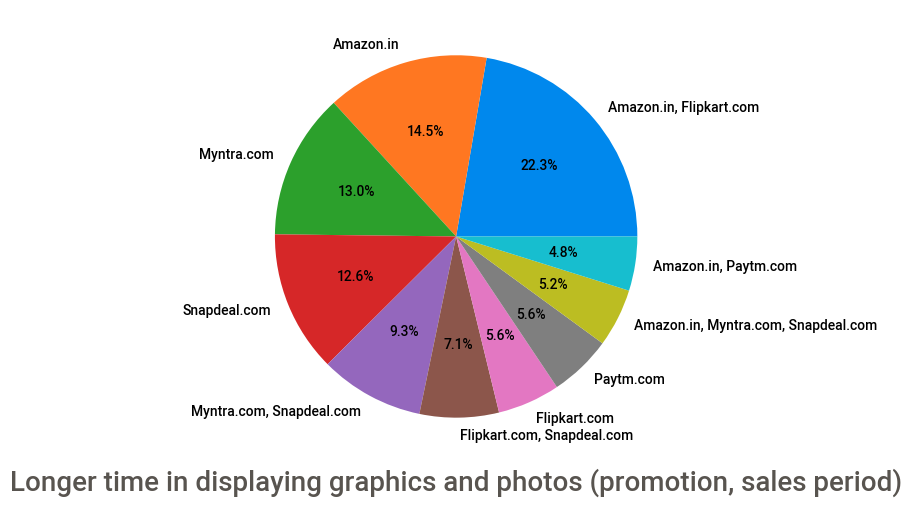 Amazon.in
Amazon.in, Flipkart.com
14.5%
Myntra.com
22.3%
13.0%
4.8%
Amazon.in, Paytm.com
12.6%
5.2%
Snapdeal.com
5.6%
Amazon.in, Myntra.com, Snapdeal.com
9.3%
5.6%
7.1%
Paytm.com
Myntra.com, Snapdeal.com
Flipkart.com
Flipkart.com, Snapdeal.com
Longer time in displaying graphics and photos (promotion, sales period)